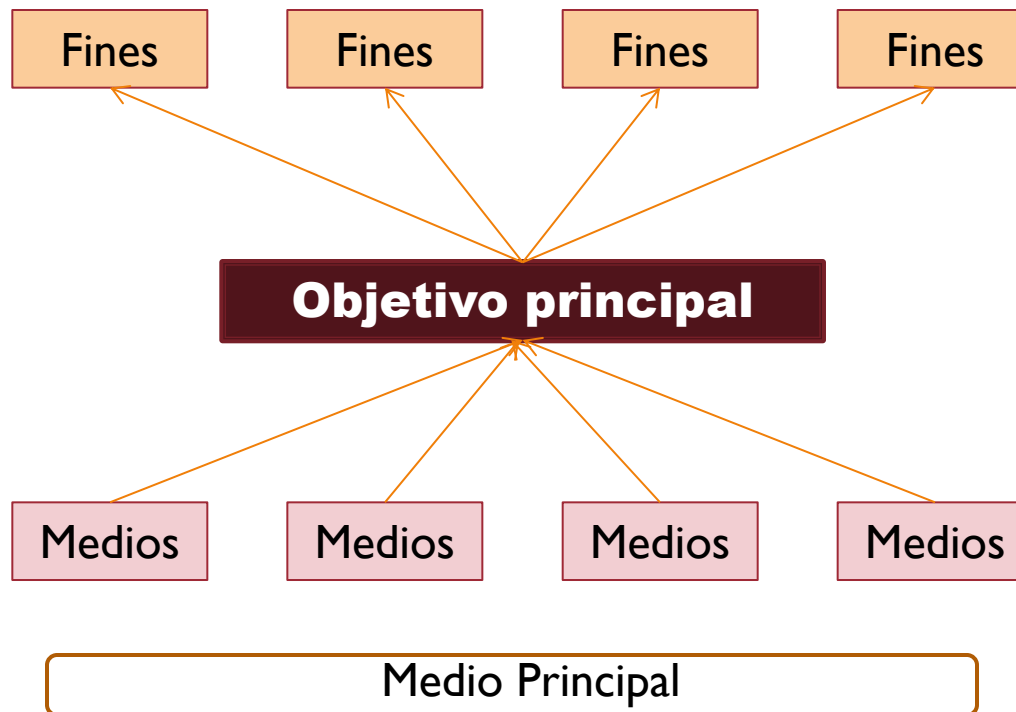 Fines
Fines
Fines
Fines
Objetivo principal
Medios
Medios
Medios
Medios
Medio Principal